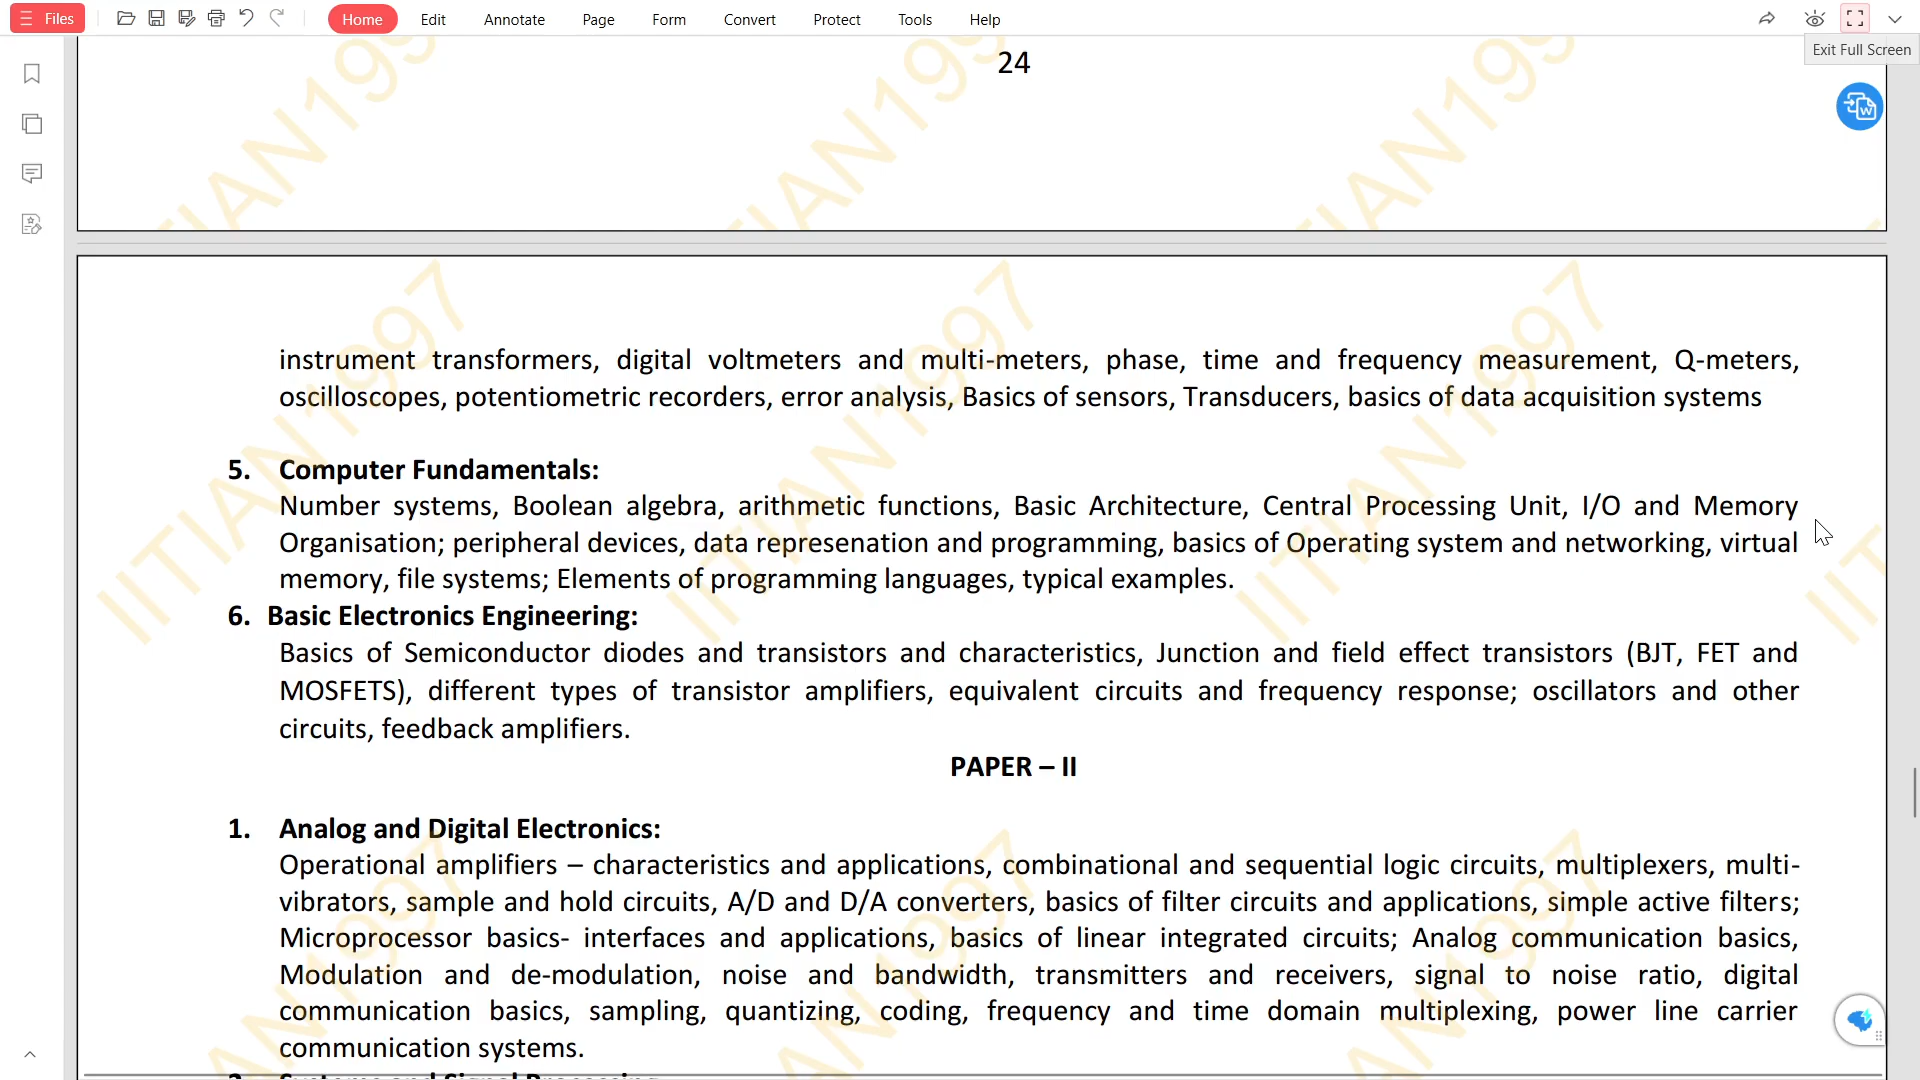 Files
Home Edit Annotate Page Form Convert Protect Tools Help
Exit Full Screen
24
instrument transformers, digital voltmeters and multi-meters, phase, time and frequency measurement, Q-meters,
oscilloscopes, potentiometric recorders, error analysis, Basics of sensors, Transducers, basics of data acquisition systems
5. Computer Fundamentals:
Number systems, Boolean algebra, arithmetic functions, Basic Architecture, Central Processing Unit, I/O and Memory
Organisation; peripheral devices, data represenation and programming, basics of Operating system and networking, virtual
memory, file systems; Elements of programming languages, typical examples.
6. Basic Electronics Engineering:
Basics of Semiconductor diodes and transistors and characteristics, Junction and field effect transistors (BJT, FET and
MOSFETS), different types of transistor amplifiers, equivalent circuits and frequency response; oscillators and other
circuits, feedback amplifiers.
PAPER – II
1. Analog and Digital Electronics:
Operational amplifiers – characteristics and applications, combinational and sequential logic circuits, multiplexers, multi-
vibrators, sample and hold circuits, A/D and D/A converters, basics of filter circuits and applications, simple active filters;
Microprocessor basics- interfaces and applications, basics of linear integrated circuits; Analog communication basics,
Modulation and de-modulation, noise and bandwidth, transmitters and receivers, signal to noise ratio, digital
communication basics, sampling, quantizing, coding, frequency and time domain multiplexing, power line carrier
communication systems.
2. Systems and Signal Processing
IITIAN1997
IITIAN1997
IITIAN1997